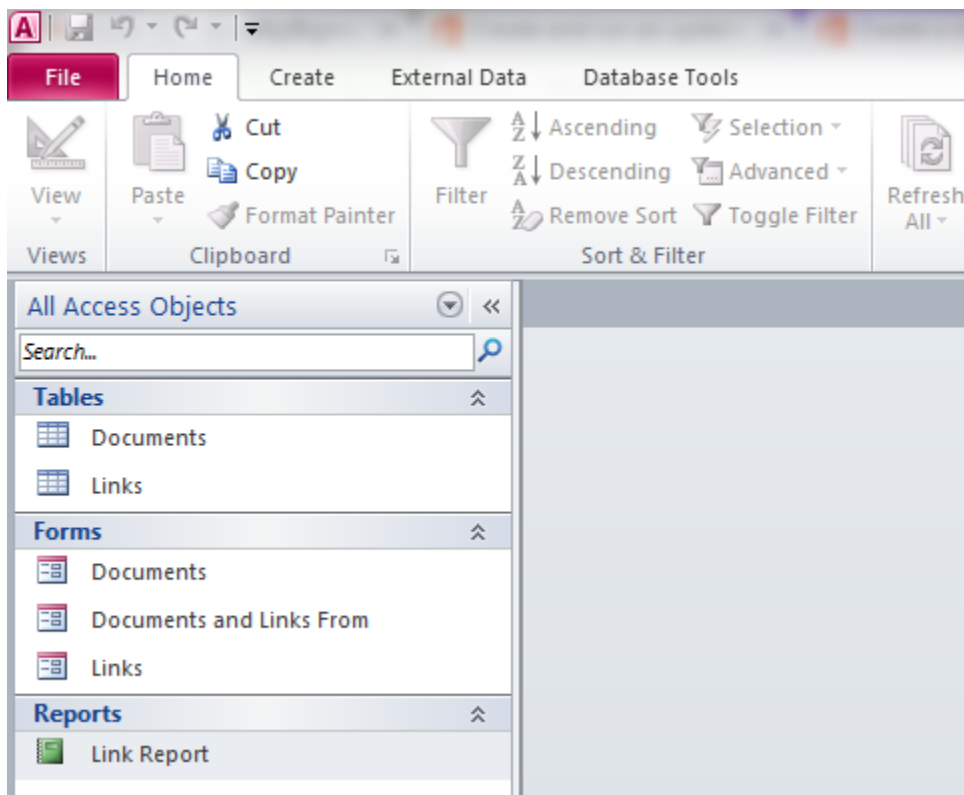 File Home Create External Data Database Tools
View
Views
Paste
Cut
Copy
Format Painter
Clipboard
Filter
Ascending
Descending
Remove Sort
Selection
Advanced
Toggle Filter
Sort & Filter
Refresh
All
All Access Objects
Search...
Tables
Documents
Links
Forms
Documents
Documents and Links From
Links
Reports
Link Report